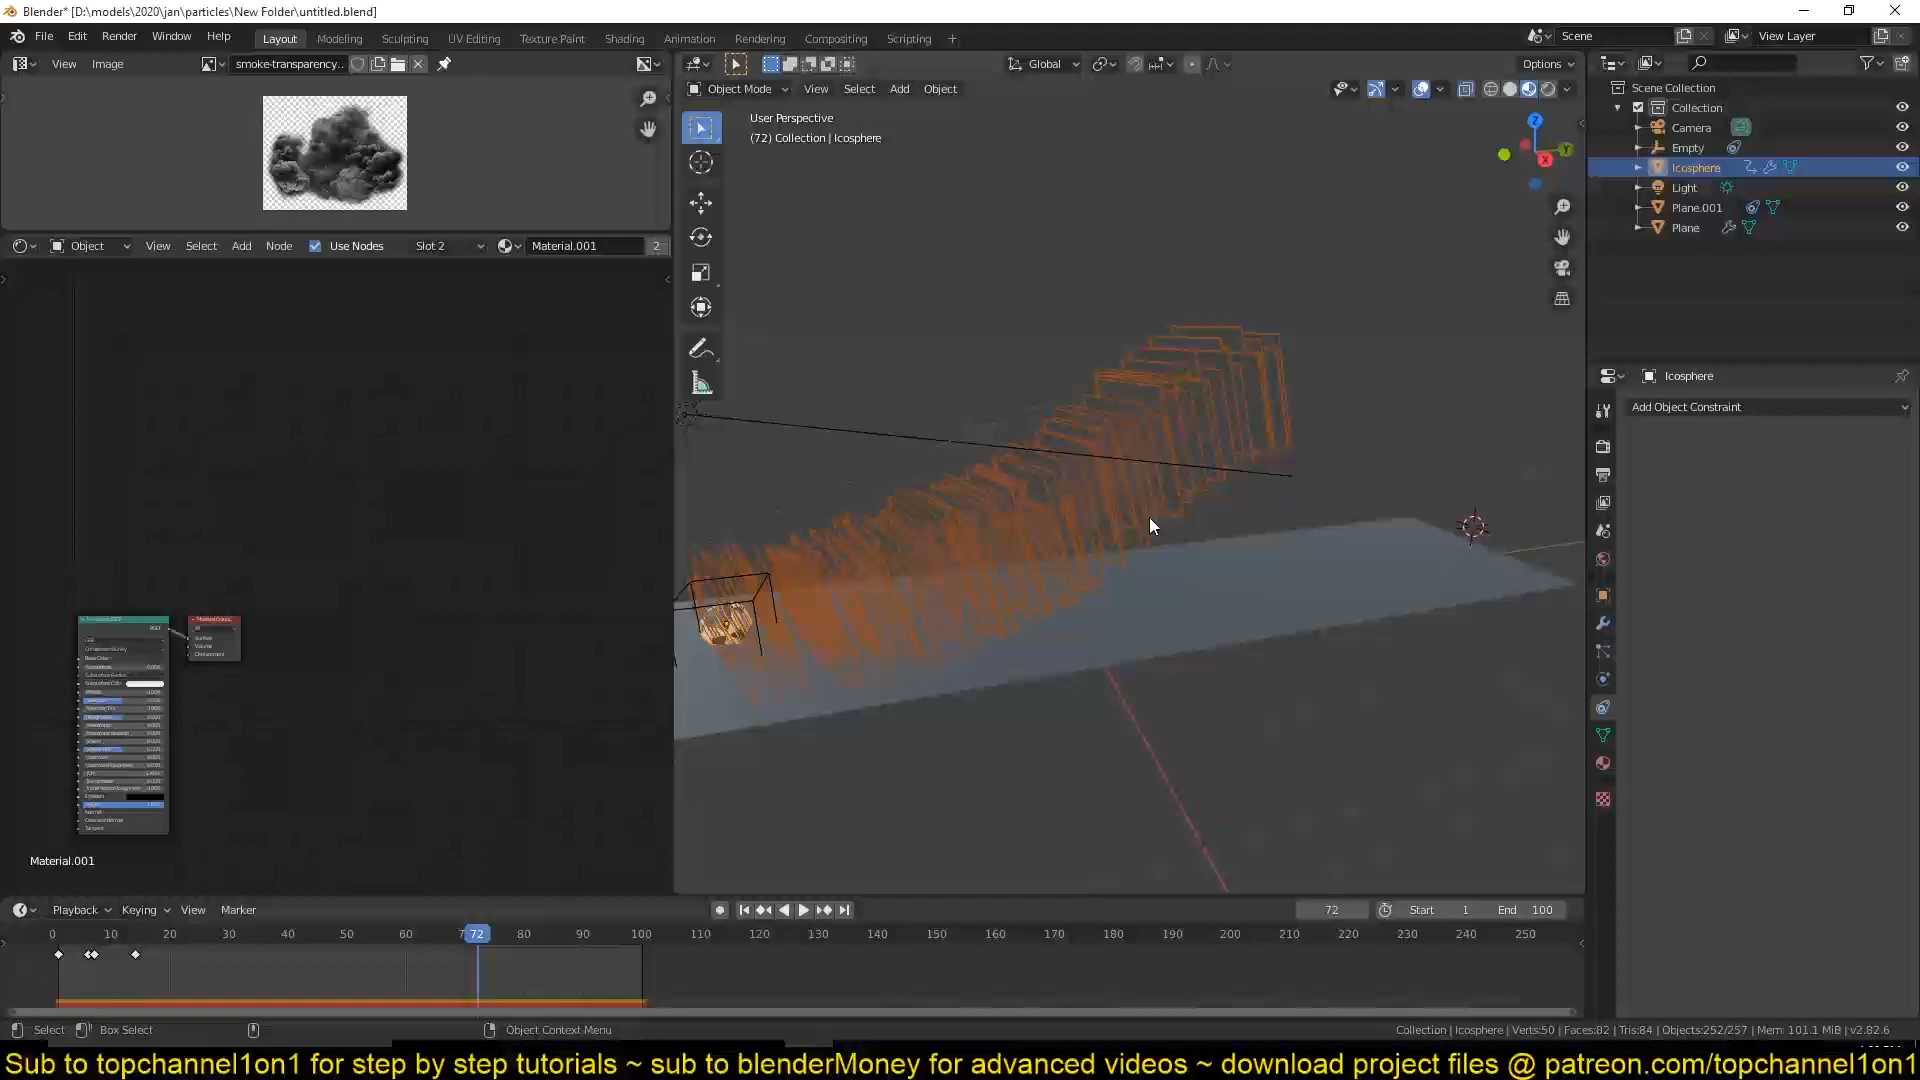 Blender* [D:\models\2020\jan\particles\New Folder\untitled.blend]
File Edit Render Window Help
Layout Modeling Sculpting UV Editing Texture Paint Shading Animation Rendering Compositing Scripting +
Scene
View Layer
View Image
smoke-transparency..
Global
Options
Object Mode View Select Add Object
User Perspective
(72) Collection | Icosphere
Z
Y
X
Scene Collection
Collection
Camera
Empty
Icosphere
Light
Plane.001
Plane
Object View Select Add Node Use Nodes Slot 2 Material.001 2
Icosphere
Add Object Constraint
Material.001
Playback Keying View Marker
72 Start 1 End 100
0 10 20 30 40 50 60 7 72 80 90 100 110 120 130 140 150 160 170 180 190 200 210 220 230 240 250
Select Box Select Object Context Menu
Collection | Icosphere | Verts:50 | Faces:82 | Tris:84 | Objects:252/257 | Mem: 101.1 MiB | v2.82.6
Sub to topchannel1on1 for step by step tutorials ~ sub to blenderMoney for advanced videos ~ download project files @ patreon.com/topchannel1on1